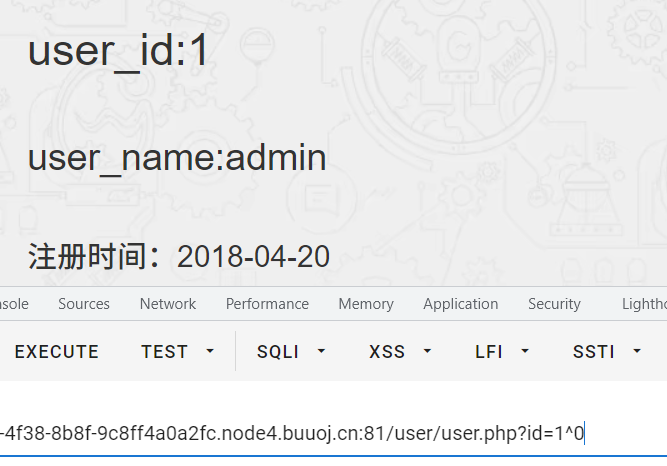 user_id:1
user_name:admin
注册时间：2018-04-20
nsole Sources Network Performance Memory Application Security Lighthо
EXECUTE TEST SQLI XSS LFI SSTI
-4f38-8b8f-9c8ff4a0a2fc.node4.buuoj.cn:81/user/user.php?id=1^0